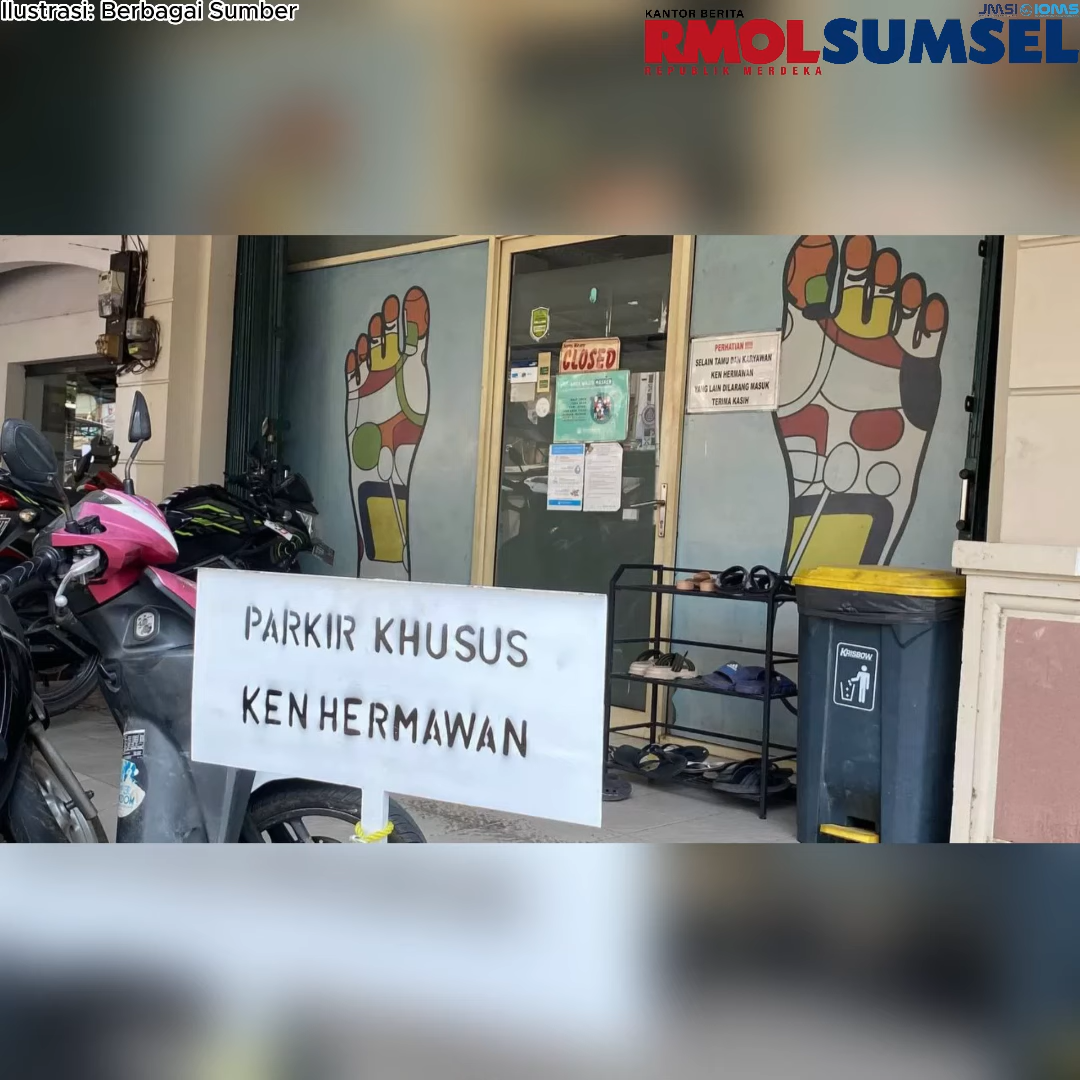 Ilustrasi: Berbagai Sumber
KANTOR BERITA
RMOLSUMSEL
REPUBLIK MERDEKA
JMSI
CLOSED
PERHATIAN !!!
SELAIN TAMU DAN KARYAWAN
KEN HERMAWAN
YANG LAIN DILARANG MASUK
TERIMA KASIH
KRISBOW
PARKIR KHUSUS
KEN HERMAWAN